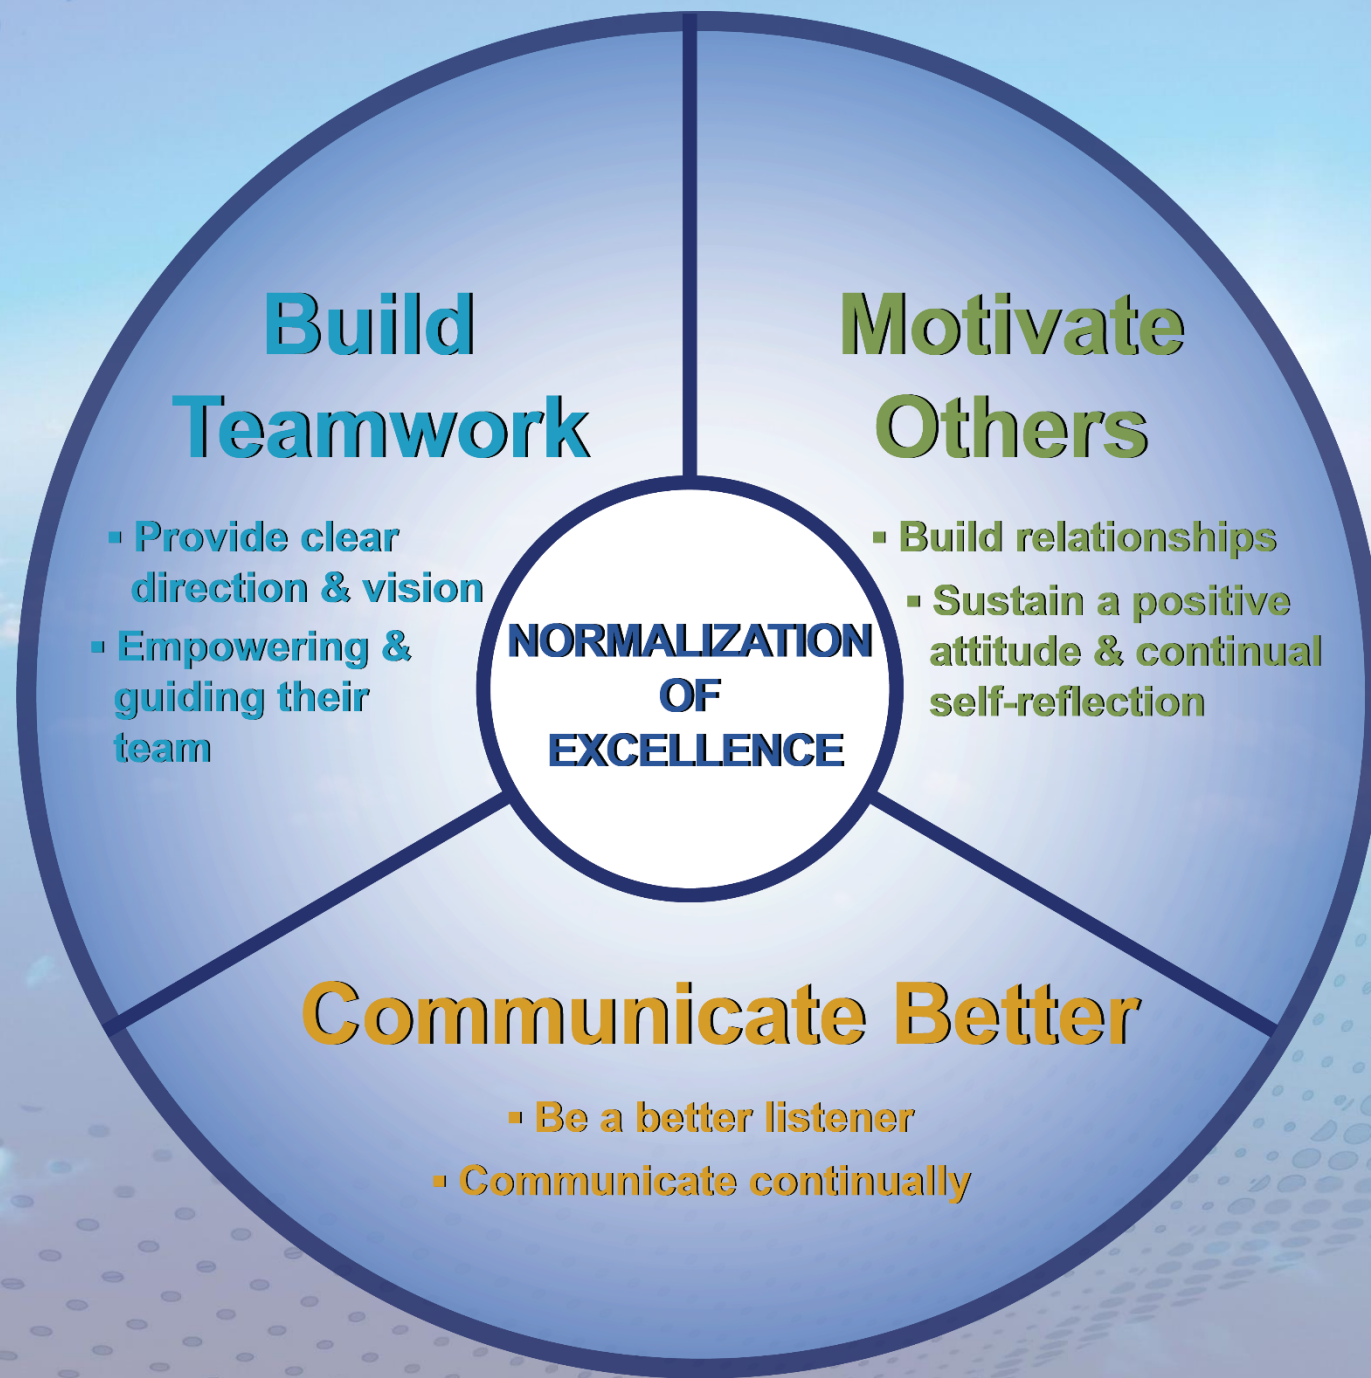 Build
Teamwork
▪ Provide clear
direction & vision
▪ Empowering &
guiding their
team
Motivate
Others
▪ Build relationships
▪ Sustain a positive
attitude & continual
self-reflection
NORMALIZATION
OF
EXCELLENCE
Communicate Better
▪ Be a better listener
▪ Communicate continually